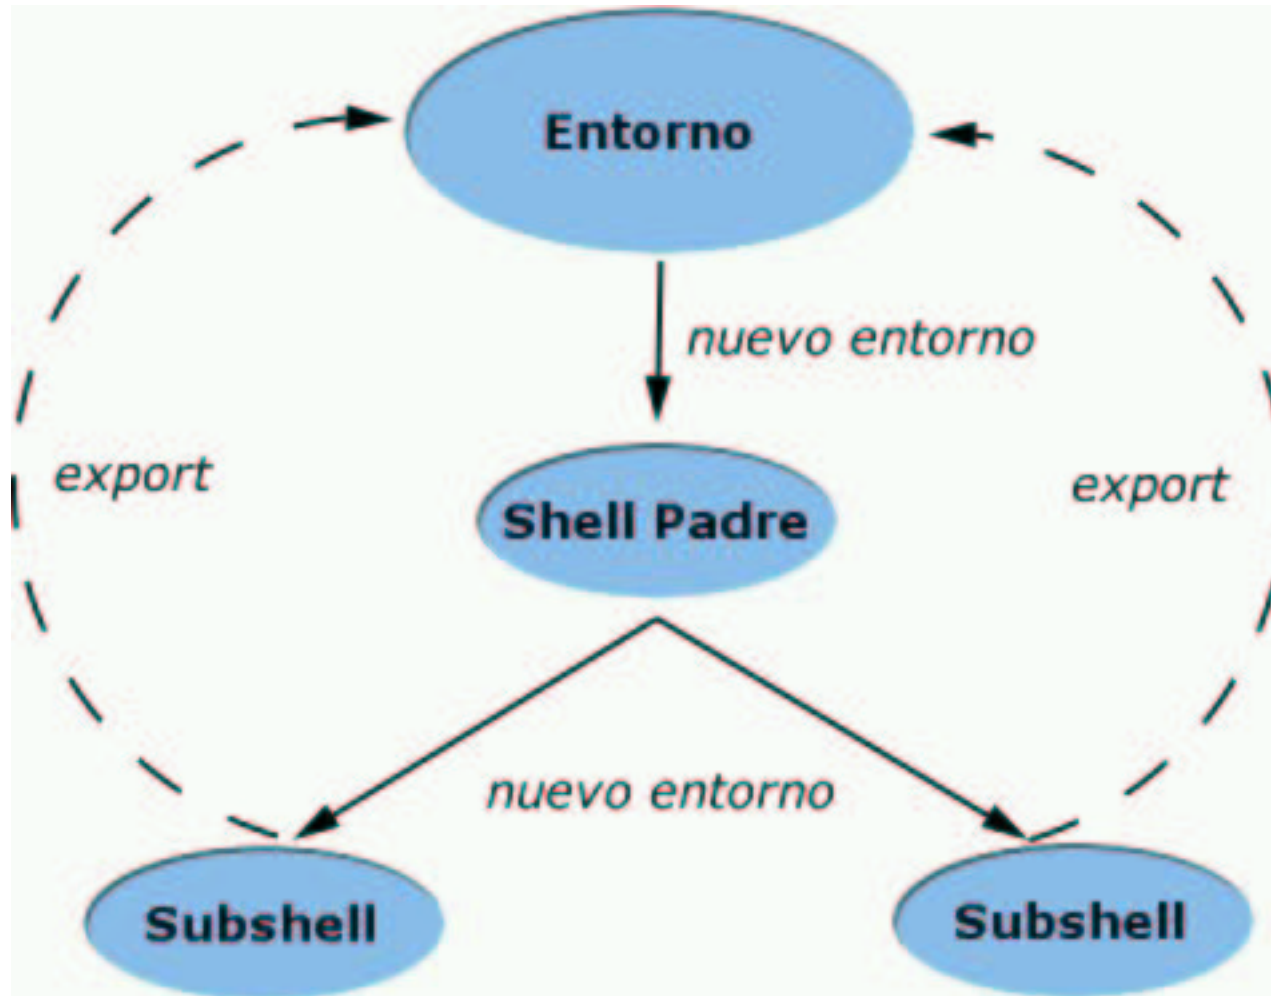 Entorno
nuevo entorno
export
export
Shell Padre
nuevo entorno
Subshell
Subshell